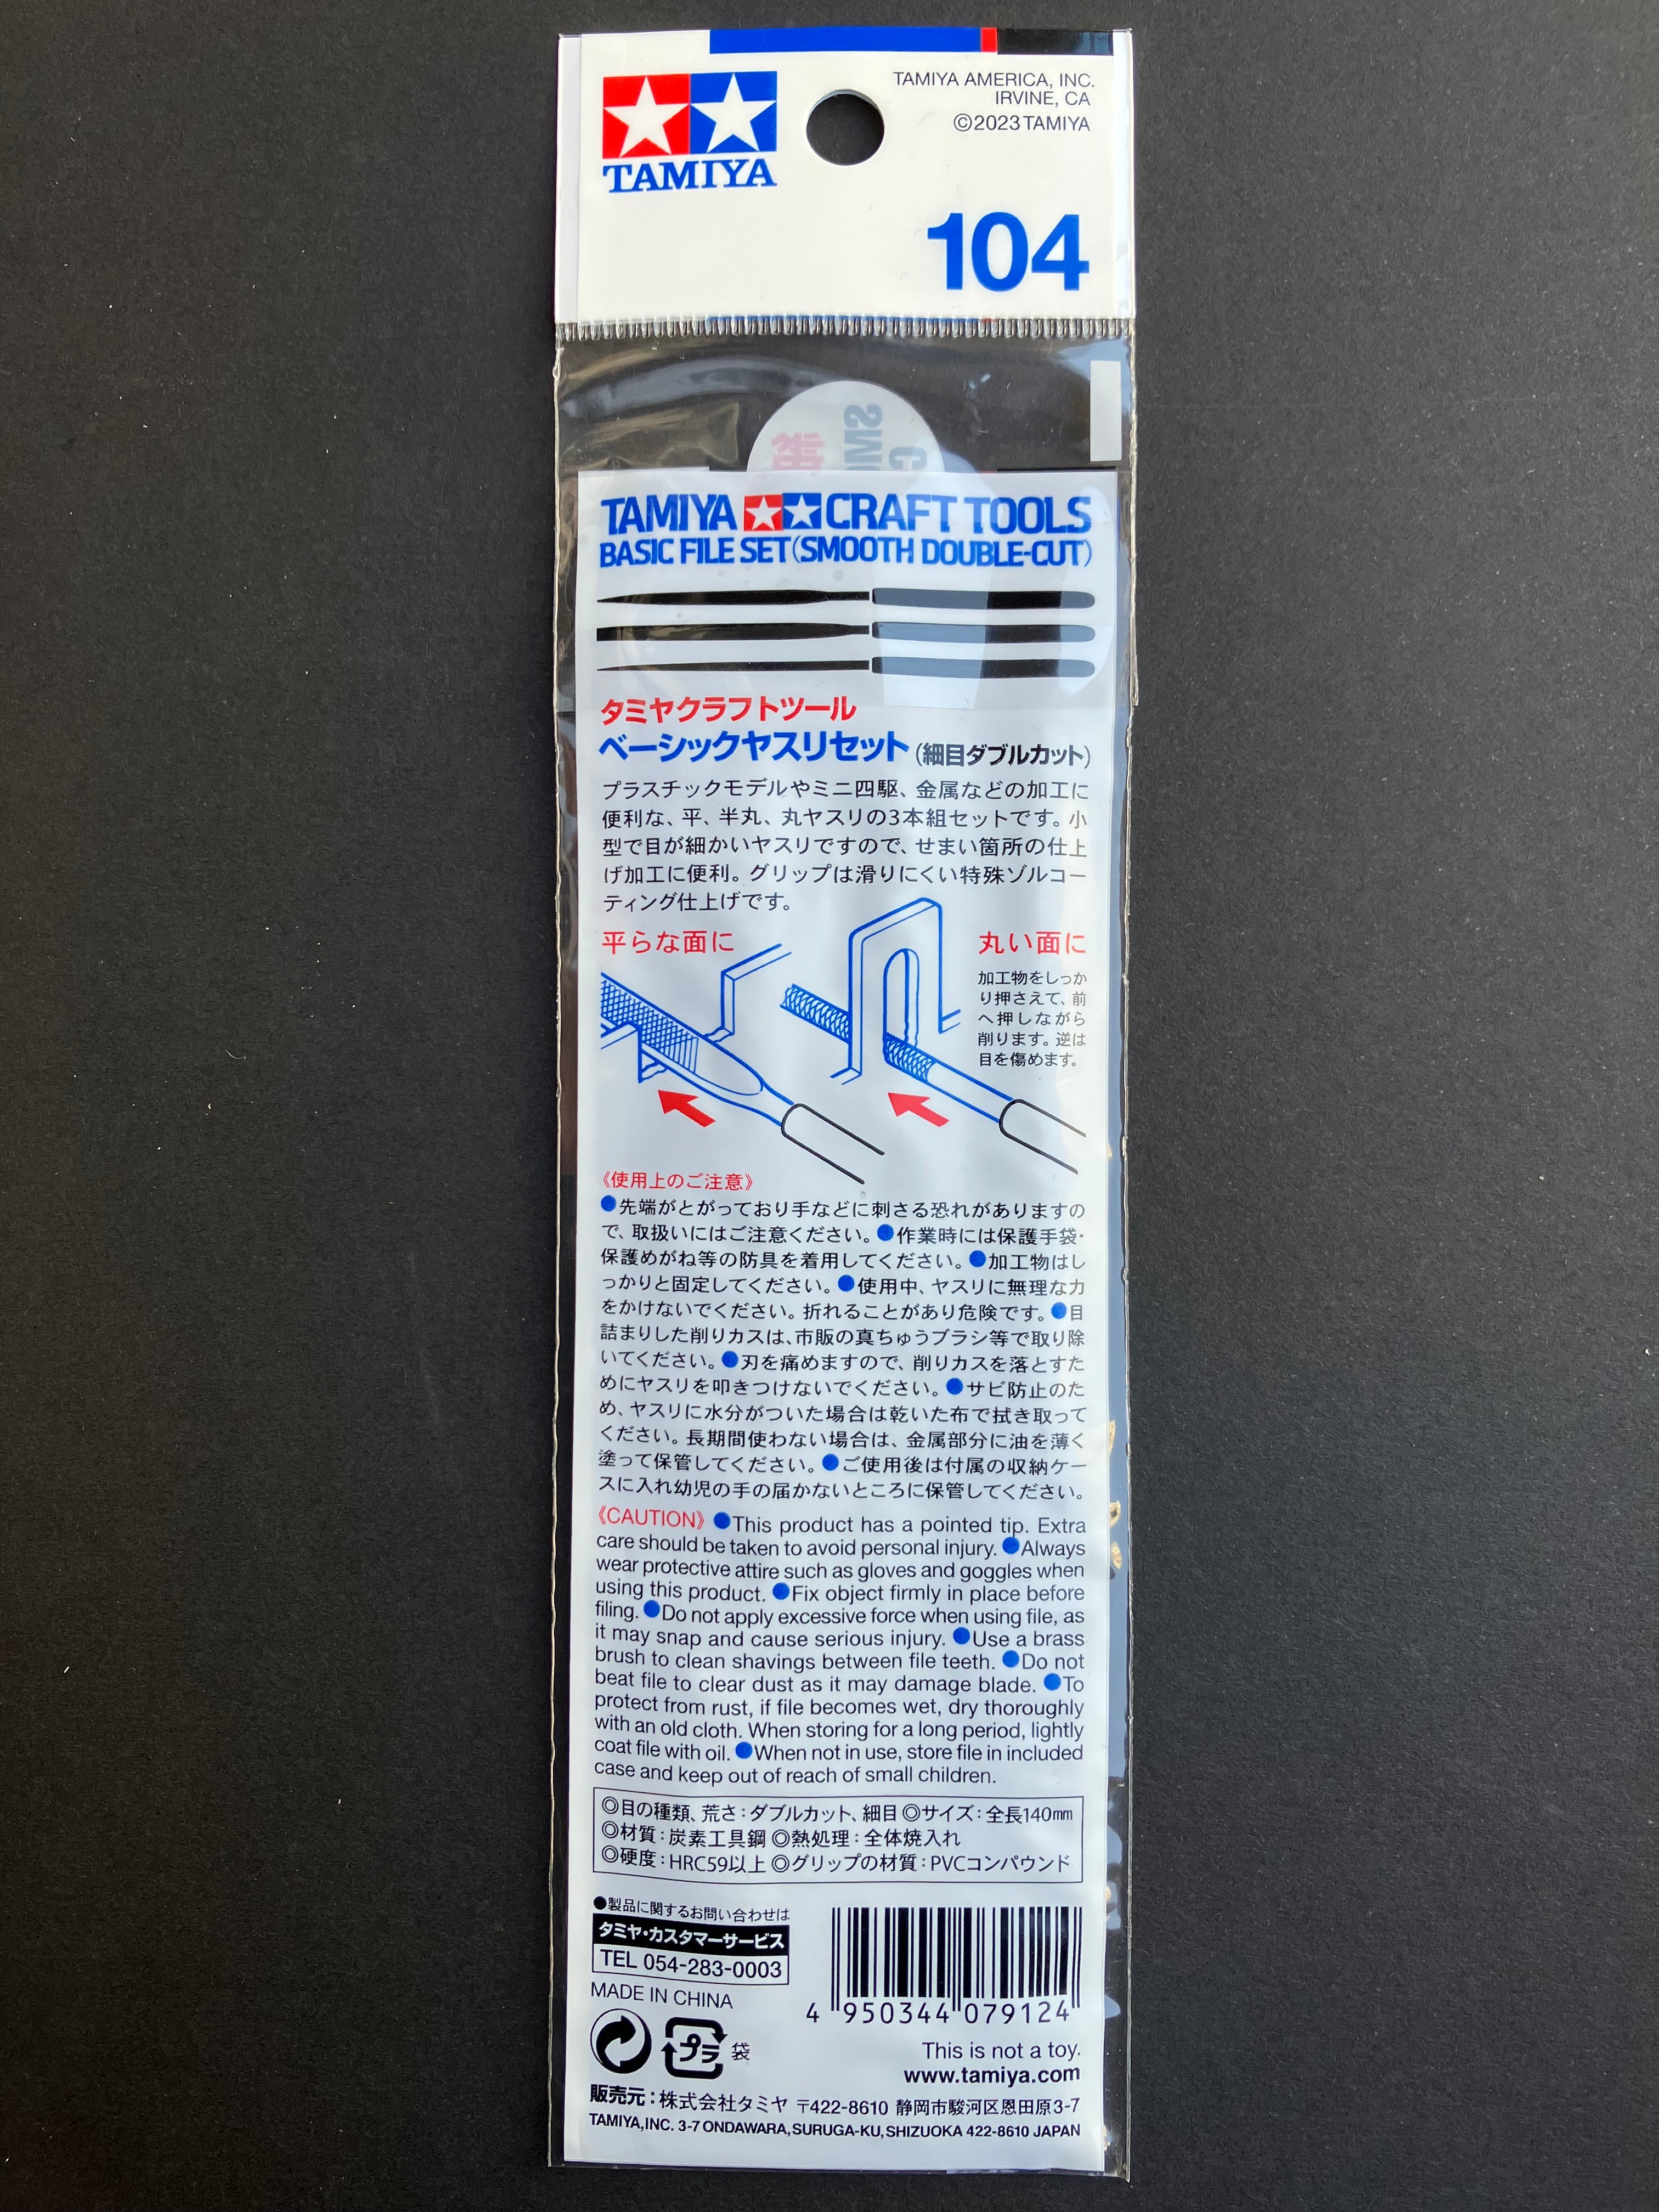 TAMIYA
TAMIYA AMERICA, INC.
IRVINE, CA
©2023 TAMIYA
104
TAMIYA CRAFT TOOLS
BASIC FILE SET (SMOOTH DOUBLE-CUT)
タミヤクラフトツール
ベーシックヤスリセット (細目ダブルカット)
プラスチックモデルやミニ四駆、金属などの加工に
便利な、平、半丸、丸ヤスリの3本組セットです。小
型で目が細かいヤスリですので、せまい箇所の仕上
げ加工に便利。グリップは滑りにくい特殊ゾルコー
ティング仕上げです。
平らな面に
丸い面に
加工物をしっか
り押さえて、前
へ押しながら
削ります。逆は
目を傷めます。
《使用上のご注意》
●先端がとがっており手などに刺さる恐れがありますの
で、取扱いにはご注意ください。●作業時には保護手袋・
保護めがね等の防具を着用してください。●加工物はし
っかりと固定してください。●使用中、ヤスリに無理な力
をかけないでください。折れることがあり危険です。●目
詰まりした削りカスは、市販の真ちゅうブラシ等で取り除
いてください。●刃を痛めますので、削りカスを落とすた
めにヤスリを叩きつけないでください。●サビ防止のた
め、ヤスリに水分がついた場合は乾いた布で拭き取って
ください。長期間使わない場合は、金属部分に油を薄く
塗って保管してください。●ご使用後は付属の収納ケー
スに入れ幼児の手の届かないところに保管してください。
《CAUTION》●This product has a pointed tip. Extra
care should be taken to avoid personal injury. ●Always
wear protective attire such as gloves and goggles when
using this product. ●Fix object firmly in place before
filing. ●Do not apply excessive force when using file, as
it may snap and cause serious injury. ●Use a brass
brush to clean shavings between file teeth. ●Do not
beat file to clear dust as it may damage blade. ●To
protect from rust, if file becomes wet, dry thoroughly
with an old cloth. When storing for a long period, lightly
coat file with oil. ●When not in use, store file in included
case and keep out of reach of small children.
◎目の種類、荒さ：ダブルカット、細目 ◎サイズ：全長140mm
◎材質：炭素工具鋼 ◎熱処理：全体焼入れ
◎硬度：HRC59以上 ◎グリップの材質：PVCコンパウンド
●製品に関するお問い合わせは
タミヤ・カスタマーサービス
TEL 054-283-0003
MADE IN CHINA
プラ 袋
4 950344 079124
This is not a toy.
www.tamiya.com
販売元：株式会社タミヤ 〒422-8610 静岡市駿河区恩田原3-7
TAMIYA,INC. 3-7 ONDAWARA, SURUGA-KU, SHIZUOKA 422-8610 JAPAN